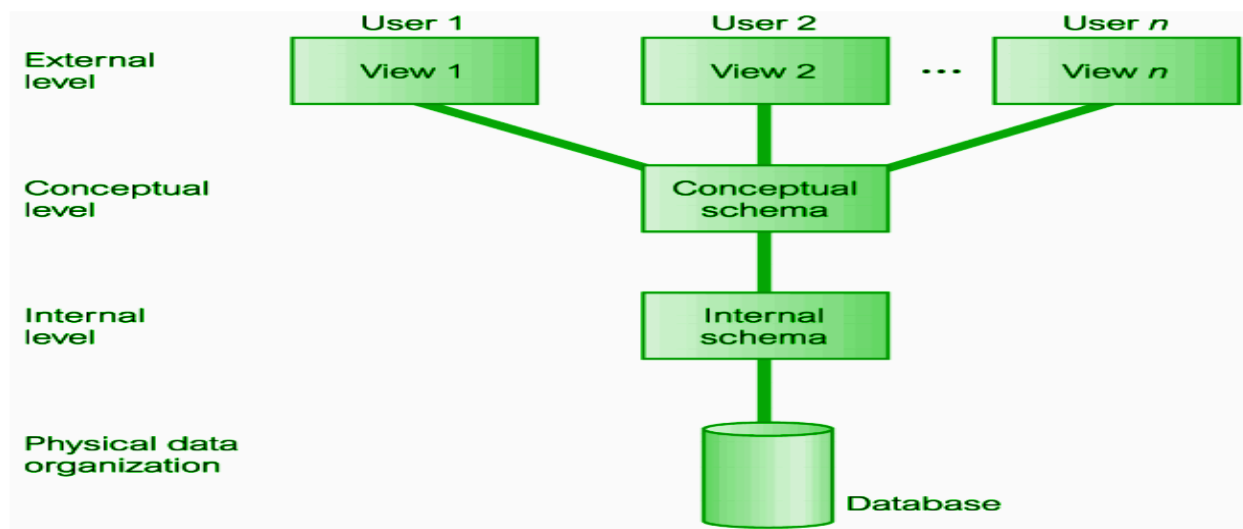 User 1
User 2
User n
External
level
View 1
View 2
...
View n
Conceptual
level
Conceptual
schema
Internal
level
Internal
schema
Physical data
organization
Database